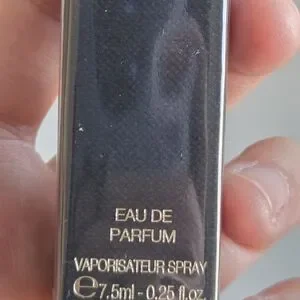 EAU DE
PARFUM
VAPORISATEUR SPRAY
℮7.5ml - 0.25 fl.oz